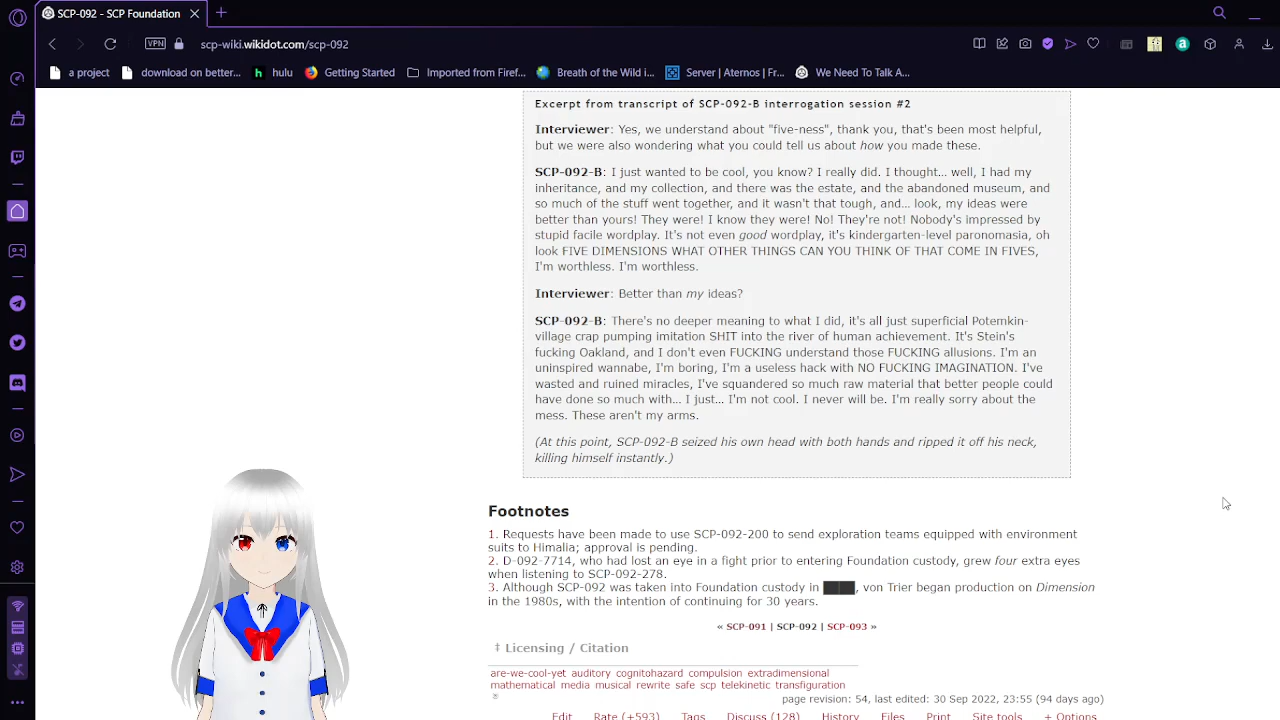 SCP-092 - SCP Foundation
VPN
scp-wiki.wikidot.com/scp-092
a project
download on better...
hulu
Getting Started
Imported from Firef...
Breath of the Wild i...
Server | Aternos | Fr...
We Need To Talk A...
Excerpt from transcript of SCP-092-B interrogation session #2
Interviewer: Yes, we understand about "five-ness", thank you, that's been most helpful,
but we were also wondering what you could tell us about how you made these.
SCP-092-B: I just wanted to be cool, you know? I really did. I thought... well, I had my
inheritance, and my collection, and there was the estate, and the abandoned museum, and
so much of the stuff went together, and it wasn't that tough, and... look, my ideas were
better than yours! They were! I know they were! No! They're not! Nobody's impressed by
stupid facile wordplay. It's not even good wordplay, it's kindergarten-level paronomasia, oh
look FIVE DIMENSIONS WHAT OTHER THINGS CAN YOU THINK OF THAT COME IN FIVES,
I'm worthless. I'm worthless.
Interviewer: Better than my ideas?
SCP-092-B: There's no deeper meaning to what I did, it's all just superficial Potemkin-
village crap pumping imitation SHIT into the river of human achievement. It's Stein's
fucking Oakland, and I don't even FUCKING understand those FUCKING allusions. I'm an
uninspired wannabe, I'm boring, I'm a useless hack with NO FUCKING IMAGINATION. I've
wasted and ruined miracles, I've squandered so much raw material that better people could
have done so much with... I just... I'm not cool. I never will be. I'm really sorry about the
mess. These aren't my arms.
(At this point, SCP-092-B seized his own head with both hands and ripped it off his neck,
killing himself instantly.)
Footnotes
1. Requests have been made to use SCP-092-200 to send exploration teams equipped with environment
suits to Himalia; approval is pending.
2. D-092-7714, who had lost an eye in a fight prior to entering Foundation custody, grew four extra eyes
when listening to SCP-092-278.
3. Although SCP-092 was taken into Foundation custody in ████, von Trier began production on Dimension
in the 1980s, with the intention of continuing for 30 years.
« SCP-091 | SCP-092 | SCP-093 »
‡ Licensing / Citation
are-we-cool-yet auditory cognitohazard compulsion extradimensional
mathematical media musical rewrite safe scp telekinetic transfiguration
page revision: 54, last edited: 30 Sep 2022, 23:55 (94 days ago)
Edit Rate (+593) Tags Discuss (128) History Files Print Site tools + Options